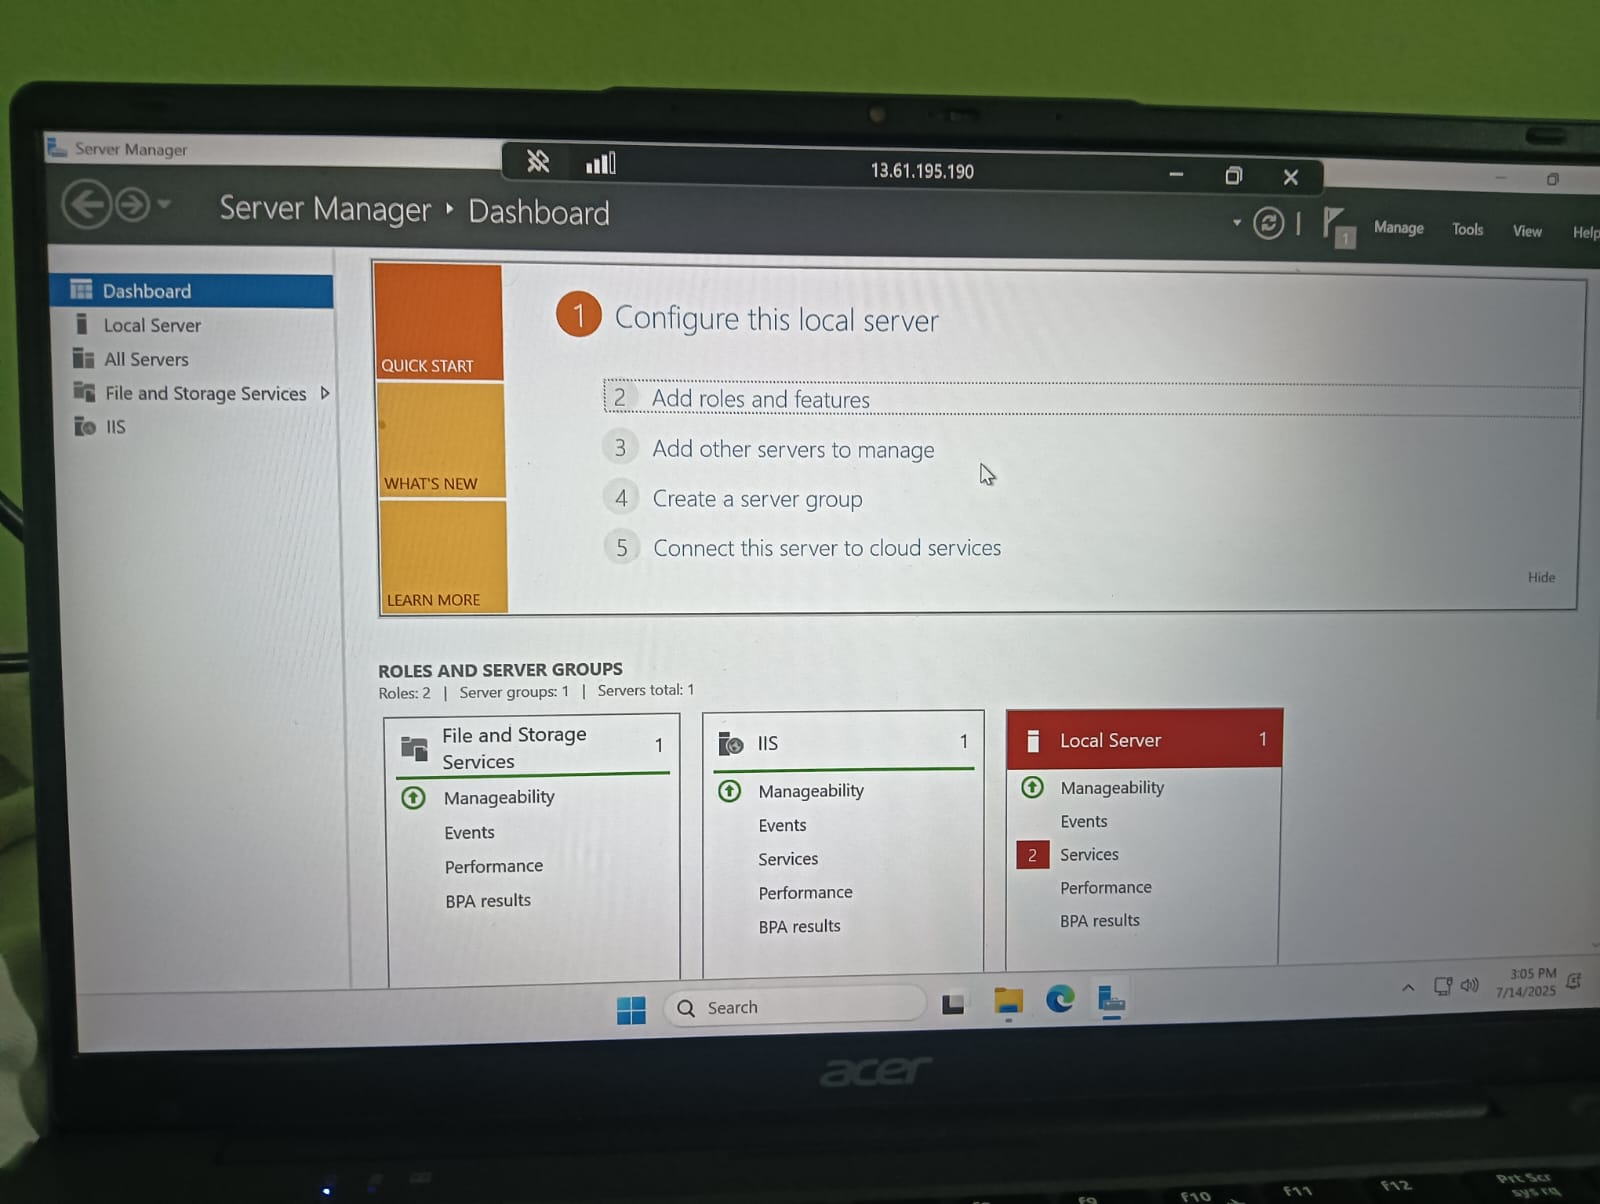 Server Manager
13.61.195.190
Server Manager ‣ Dashboard
1
Manage
Tools
View
Help
Dashboard
Local Server
All Servers
File and Storage Services
IIS
QUICK START
WHAT'S NEW
LEARN MORE
1 Configure this local server
2 Add roles and features
3 Add other servers to manage
4 Create a server group
5 Connect this server to cloud services
Hide
ROLES AND SERVER GROUPS
Roles: 2 | Server groups: 1 | Servers total: 1
File and Storage
Services
1
Manageability
Events
Performance
BPA results
IIS 1
Manageability
Events
Services
Performance
BPA results
Local Server 1
Manageability
Events
2 Services
Performance
BPA results
Search
3:05 PM
7/14/2025
acer
F9
F10
F11
F12
Prt Scr
sys rq